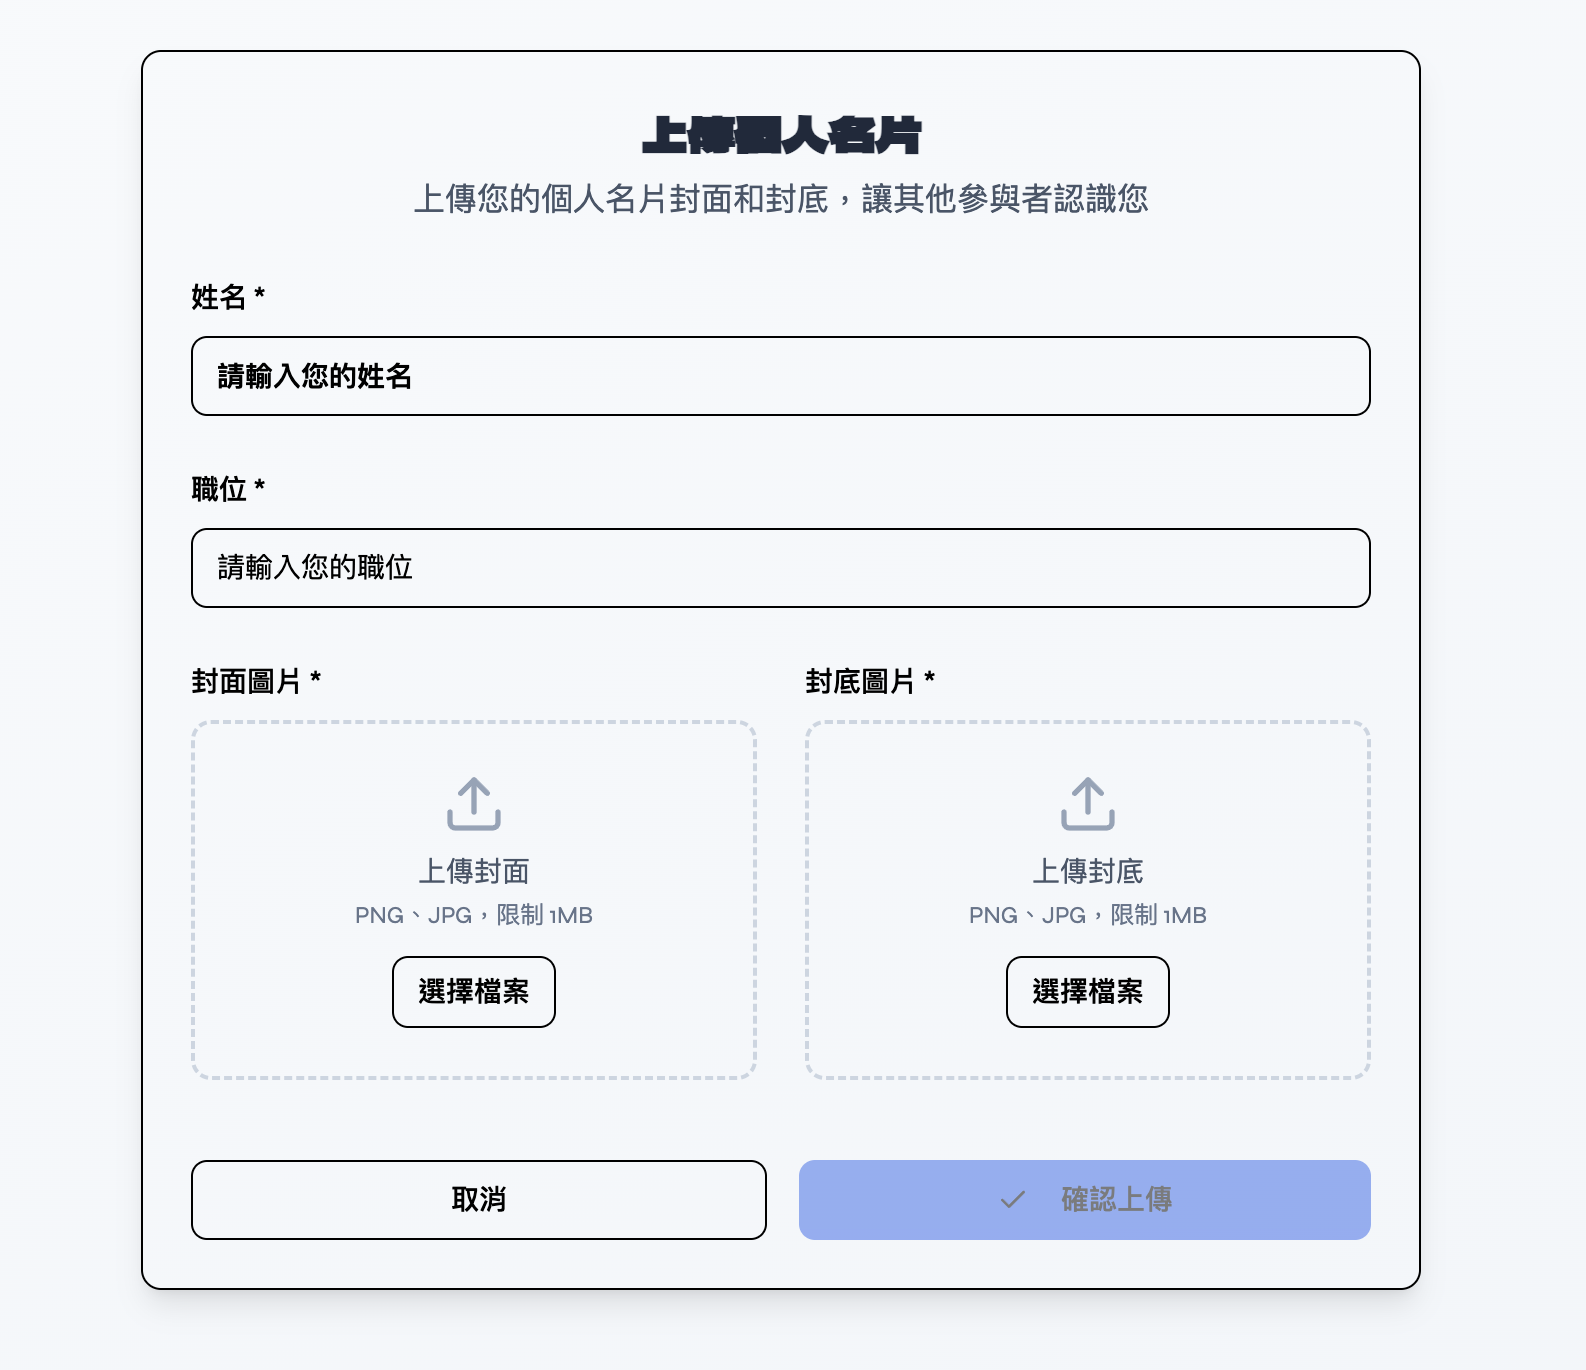 上傳個人名片
上傳您的個人名片封面和封底，讓其他參與者認識您
姓名 *
請輸入您的姓名
職位 *
請輸入您的職位
封面圖片 *
封底圖片 *
上傳封面
PNG、JPG，限制 1MB
選擇檔案
上傳封底
PNG、JPG，限制 1MB
選擇檔案
取消
確認上傳